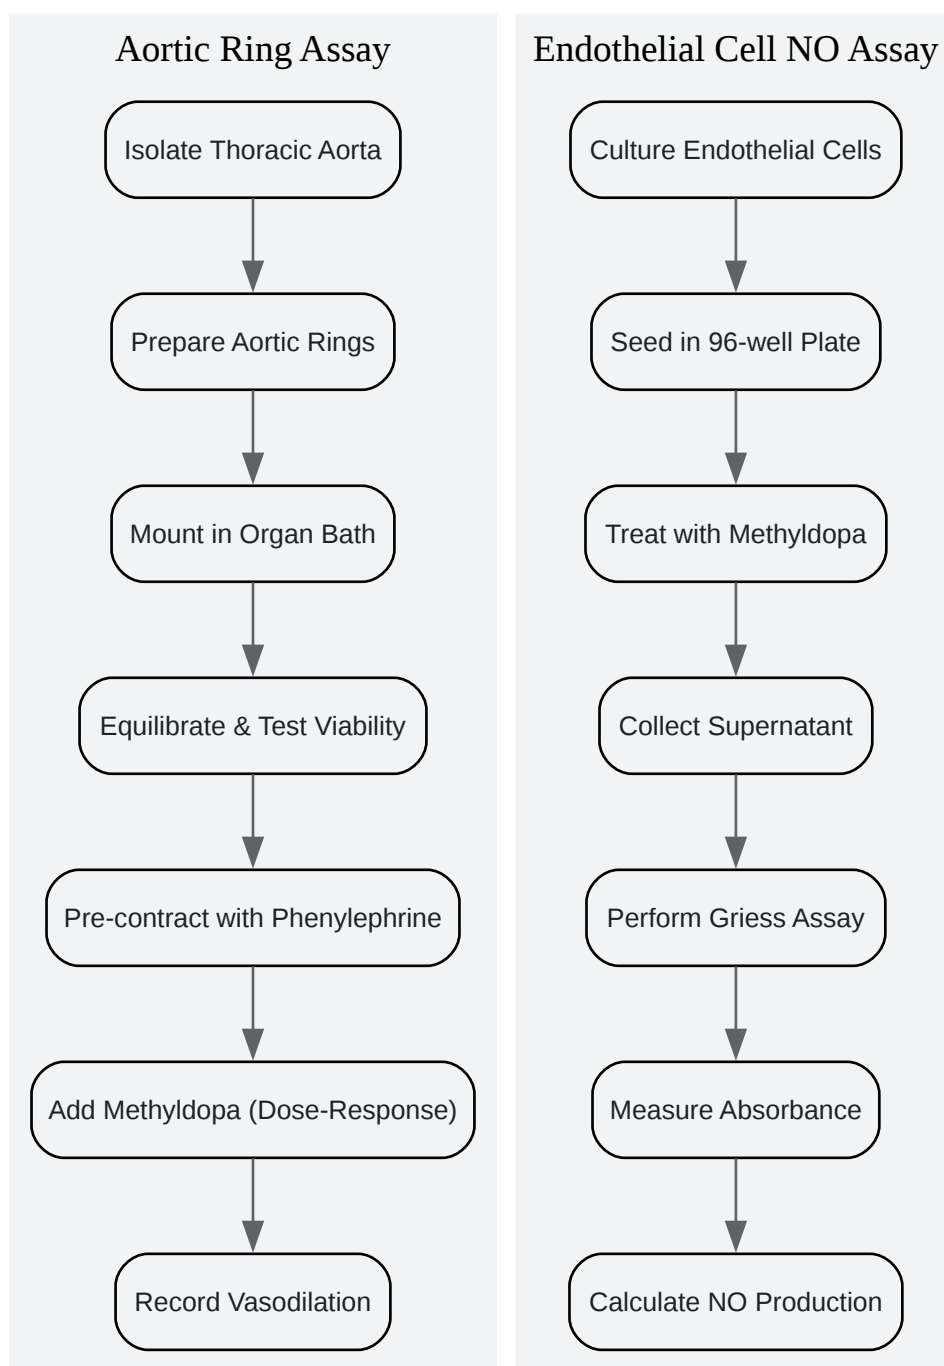 Aortic Ring Assay
Isolate Thoracic Aorta
Prepare Aortic Rings
Mount in Organ Bath
Equilibrate & Test Viability
Pre-contract with Phenylephrine
Add Methyldopa (Dose-Response)
Record Vasodilation
Endothelial Cell NO Assay
Culture Endothelial Cells
Seed in 96-well Plate
Treat with Methyldopa
Collect Supernatant
Perform Griess Assay
Measure Absorbance
Calculate NO Production